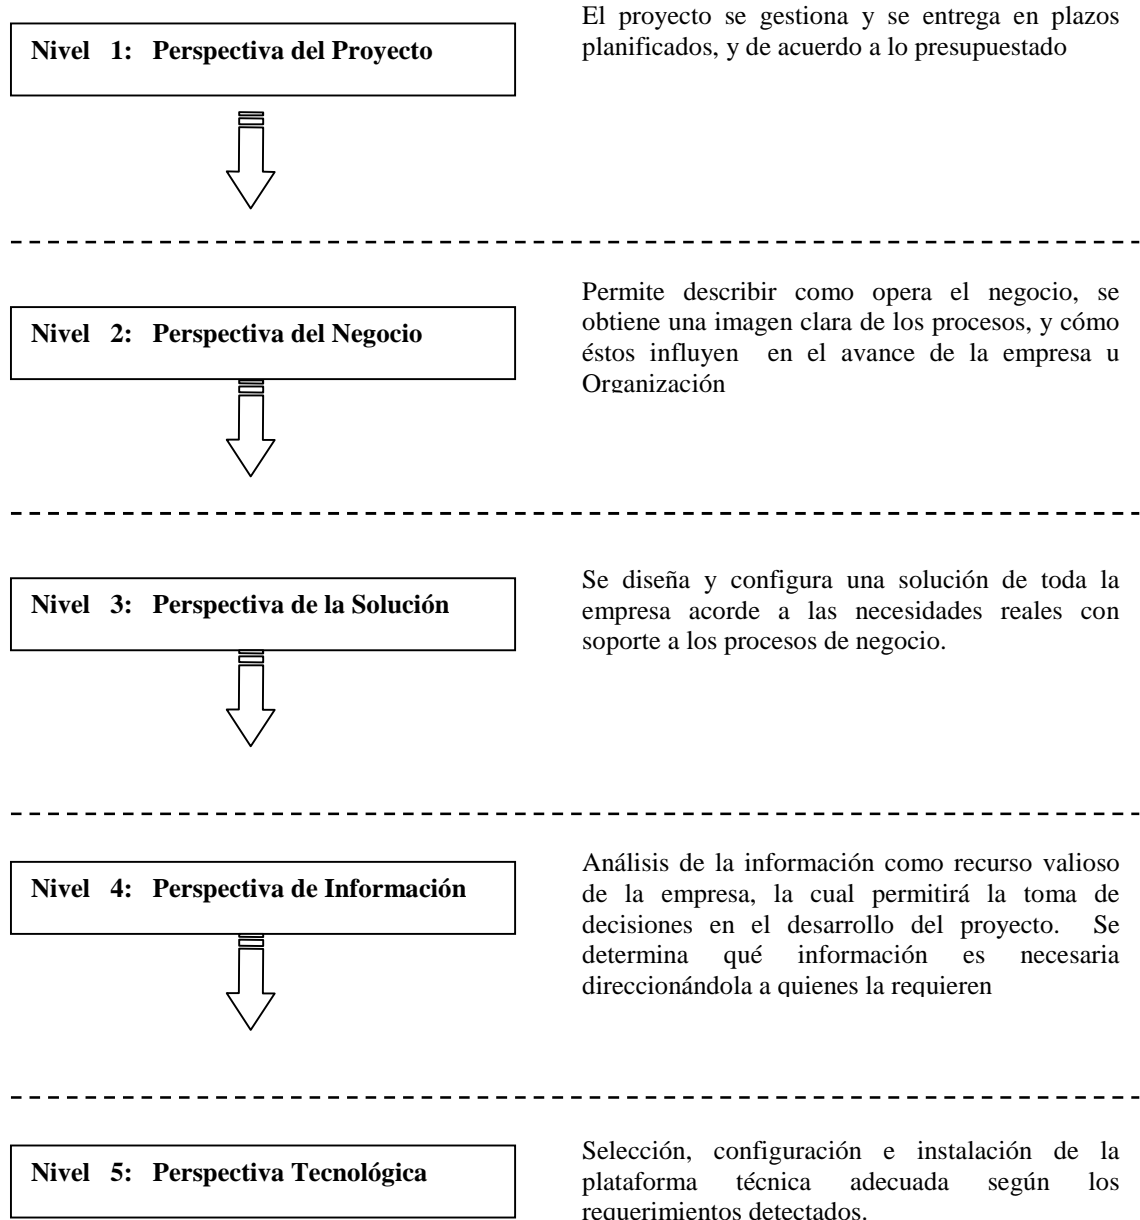 El proyecto se gestiona y se entrega en plazos
planificados, y de acuerdo a lo presupuestado
Nivel 1: Perspectiva del Proyecto
Permite describir como opera el negocio, se
obtiene una imagen clara de los procesos, y cómo
éstos influyen en el avance de la empresa u
Organización
Nivel 2: Perspectiva del Negocio
Se diseña y configura una solución de toda la
empresa acorde a las necesidades reales con
soporte a los procesos de negocio.
Nivel 3: Perspectiva de la Solución
Análisis de la información como recurso valioso
de la empresa, la cual permitirá la toma de
decisiones en el desarrollo del proyecto. Se
determina qué información es necesaria
direccionándola a quienes la requieren
Nivel 4: Perspectiva de Información
Selección, configuración e instalación de la
plataforma técnica adecuada según los
requerimientos detectados.
Nivel 5: Perspectiva Tecnológica